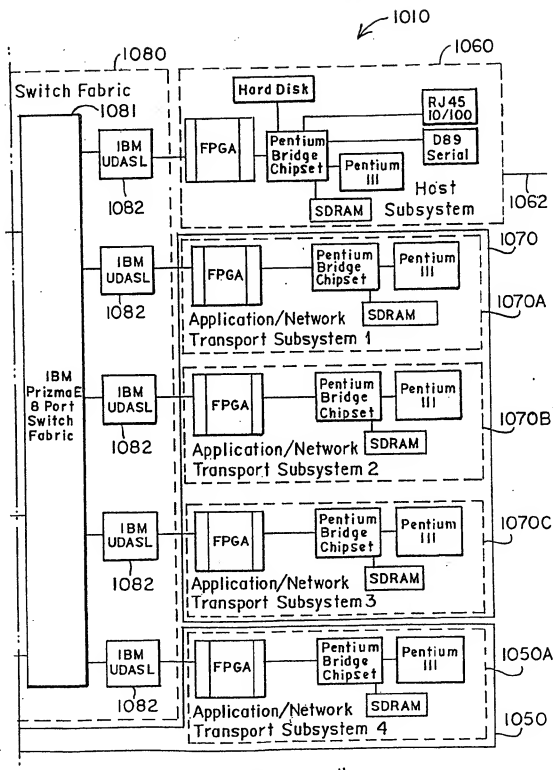 1010
1080
1060
Switch Fabric
1081
IBM
UDASL
1082
Hard Disk
FPGA
Pentium
Bridge
Chipset
RJ45
10/100
D89
Serial
Pentium
III
Host
Subsystem
SDRAM
1062
1070
IBM
UDASL
1082
FPGA
Pentium
Bridge
Chipset
Pentium
III
SDRAM
1070A
Application/Network
Transport Subsystem 1
IBM
PrizmaE
8 Port
Switch
Fabric
IBM
UDASL
1082
FPGA
Pentium
Bridge
Chipset
Pentium
III
SDRAM
1070B
Application/Network
Transport Subsystem 2
IBM
UDASL
1082
FPGA
Pentium
Bridge
Chipset
Pentium
III
SDRAM
1070C
Application/Network
Transport Subsystem 3
IBM
UDASL
1082
FPGA
Pentium
Bridge
Chipset
Pentium
III
SDRAM
1050A
Application/Network
Transport Subsystem 4
1050